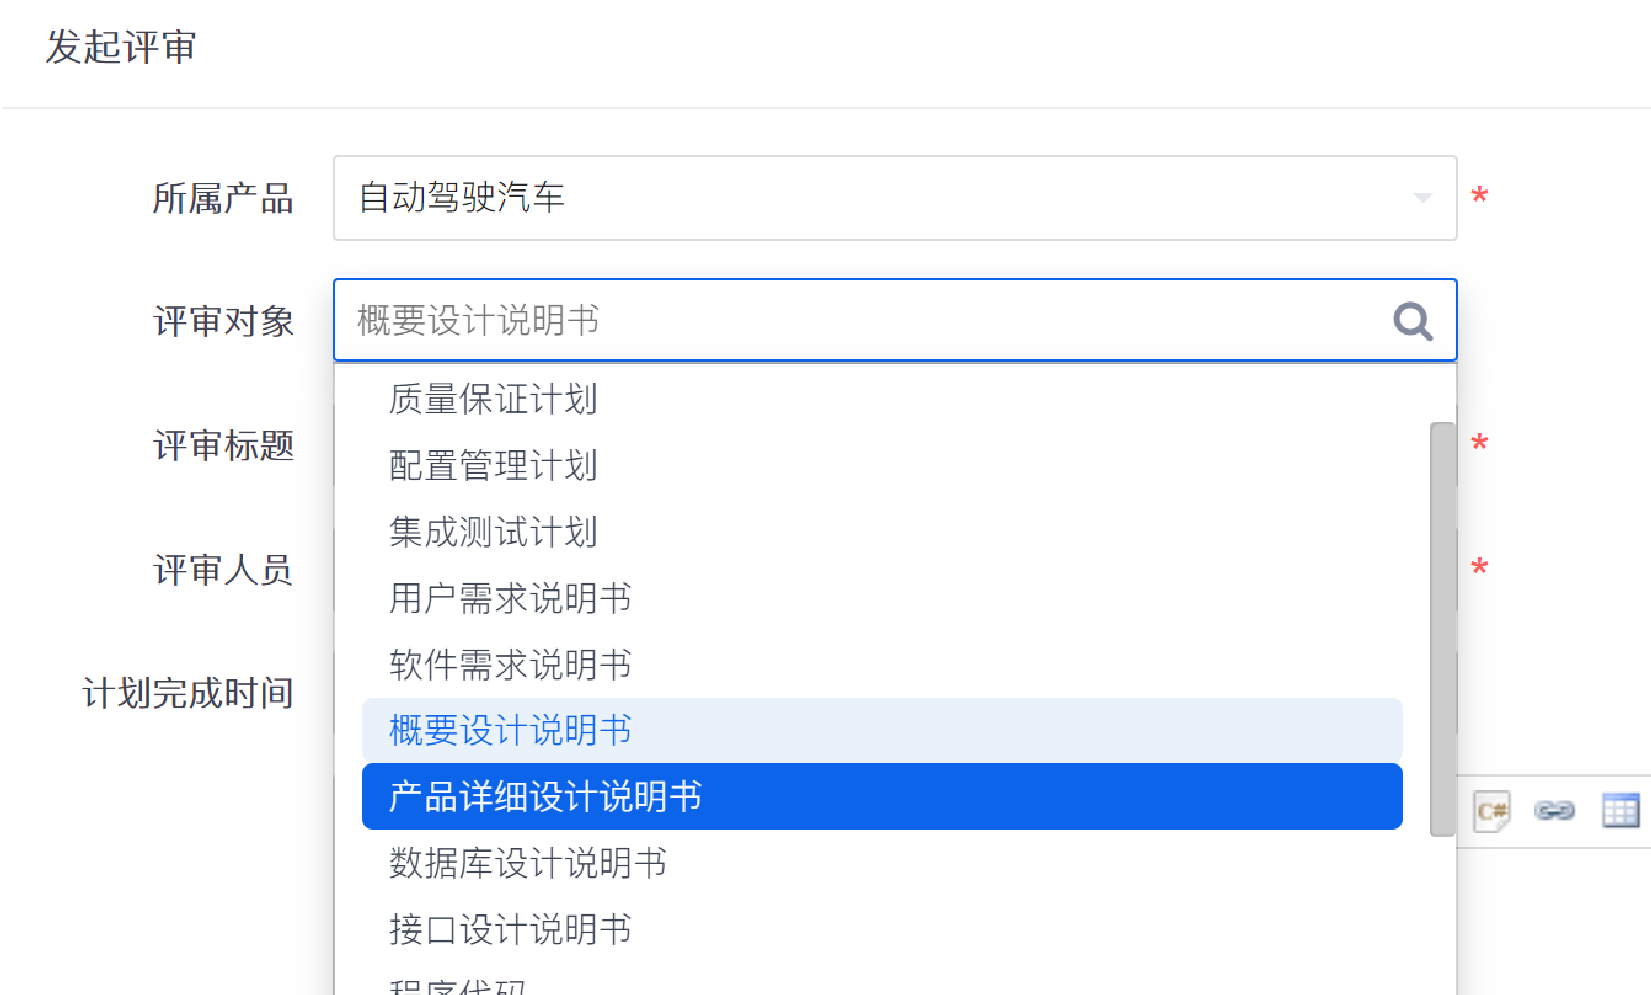 发起评审
所属产品 自动驾驶汽车 *
评审对象 概要设计说明书
质量保证计划
评审标题 *
配置管理计划
集成测试计划
评审人员 *
用户需求说明书
软件需求说明书
计划完成时间
概要设计说明书
产品详细设计说明书
C#
数据库设计说明书
接口设计说明书
程序代码